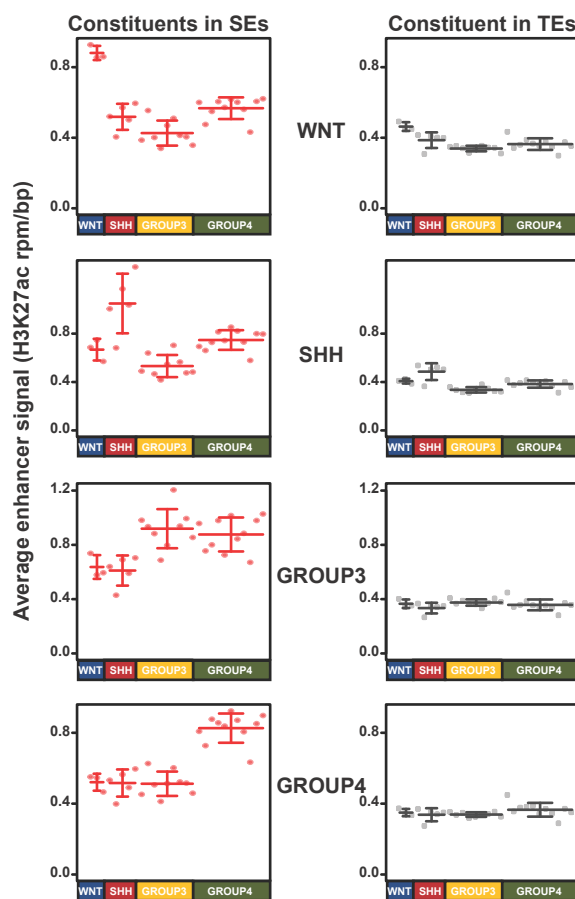 Constituents in SEs
Constituent in TEs
Average enhancer signal (H3K27ac rpm/bp)
0.8
0.4
0.0
WNT SHH GROUP3 GROUP4
WNT
0.8
0.4
0.0
WNT SHH GROUP3 GROUP4
0.8
0.4
0.0
WNT SHH GROUP3 GROUP4
SHH
0.8
0.4
0.0
WNT SHH GROUP3 GROUP4
1.2
0.8
0.4
0.0
WNT SHH GROUP3 GROUP4
GROUP3
1.2
0.8
0.4
0.0
WNT SHH GROUP3 GROUP4
0.8
0.4
0.0
WNT SHH GROUP3 GROUP4
GROUP4
0.8
0.4
0.0
WNT SHH GROUP3 GROUP4